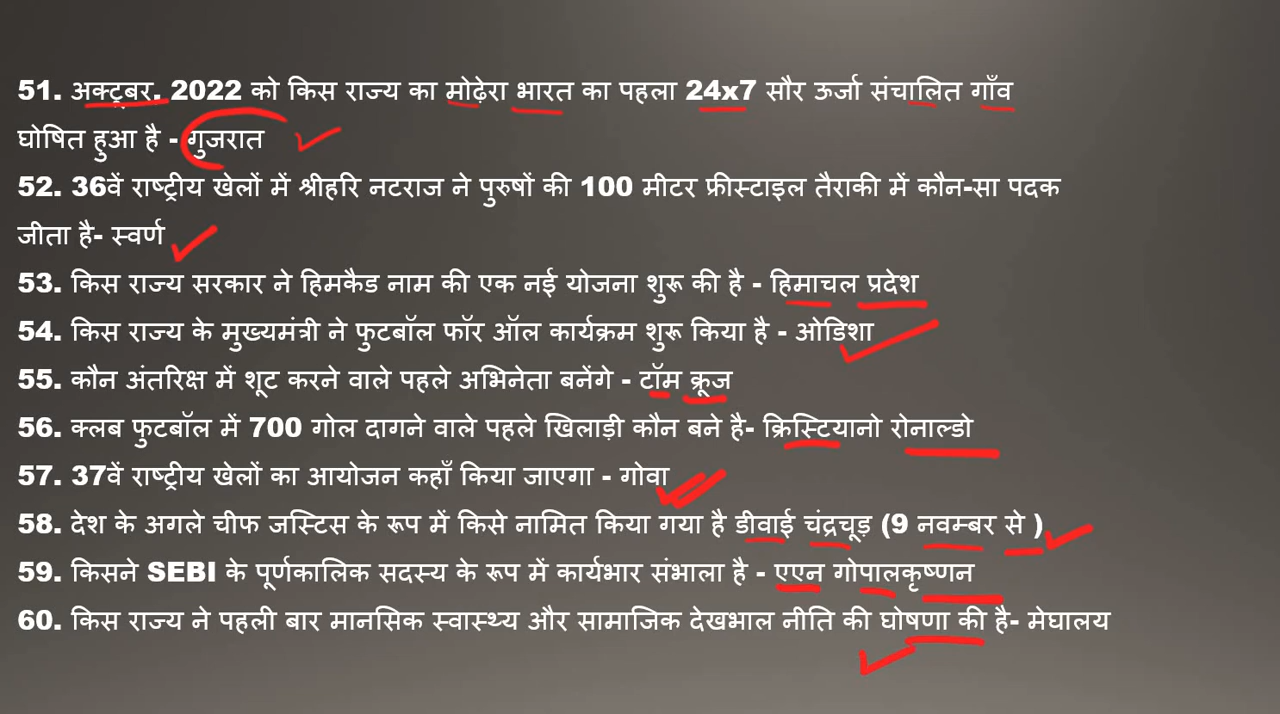 51. अक्टूबर. 2022 को किस राज्य का मोढ़ेरा भारत का पहला 24x7 सौर ऊर्जा संचालित गाँव
घोषित हुआ है - गुजरात
52. 36वें राष्ट्रीय खेलों में श्रीहरि नटराज ने पुरुषों की 100 मीटर फ्रीस्टाइल तैराकी में कौन-सा पदक
जीता है- स्वर्ण
53. किस राज्य सरकार ने हिमकैड नाम की एक नई योजना शुरू की है - हिमाचल प्रदेश
54. किस राज्य के मुख्यमंत्री ने फुटबॉल फॉर ऑल कार्यक्रम शुरू किया है - ओडिशा
55. कौन अंतरिक्ष में शूट करने वाले पहले अभिनेता बनेंगे - टॉम क्रूज
56. क्लब फुटबॉल में 700 गोल दागने वाले पहले खिलाड़ी कौन बने है- क्रिस्टियानो रोनाल्डो
57. 37वें राष्ट्रीय खेलों का आयोजन कहाँ किया जाएगा - गोवा
58. देश के अगले चीफ जस्टिस के रूप में किसे नामित किया गया है डीवाई चंद्रचूड़ (9 नवम्बर से )
59. किसने SEBI के पूर्णकालिक सदस्य के रूप में कार्यभार संभाला है - एएन गोपालकृष्णन
60. किस राज्य ने पहली बार मानसिक स्वास्थ्य और सामाजिक देखभाल नीति की घोषणा की है- मेघालय